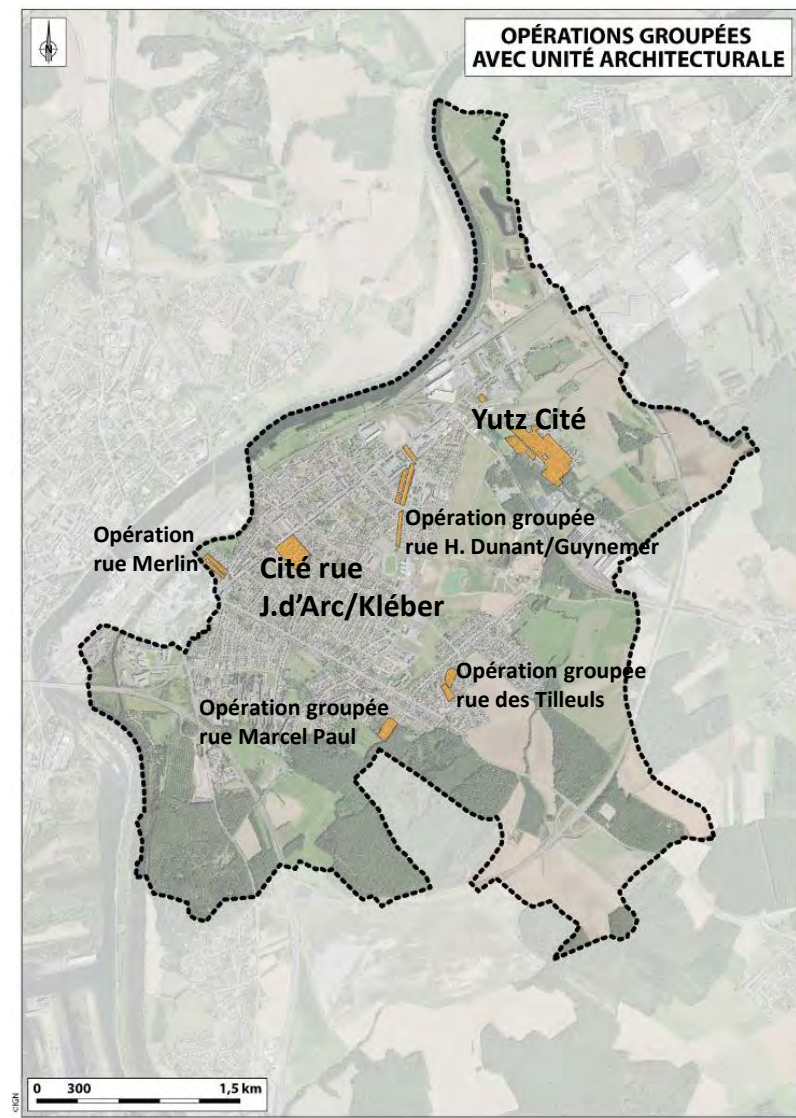 N
OPÉRATIONS GROUPÉES
AVEC UNITÉ ARCHITECTURALE
Yutz Cité
Opération groupée
rue H. Dunant/Guynemer
Opération
rue Merlin
Cité rue
J.d'Arc/Kléber
Opération groupée
rue des Tilleuls
Opération groupée
rue Marcel Paul
0 300 1,5 km
©IGN